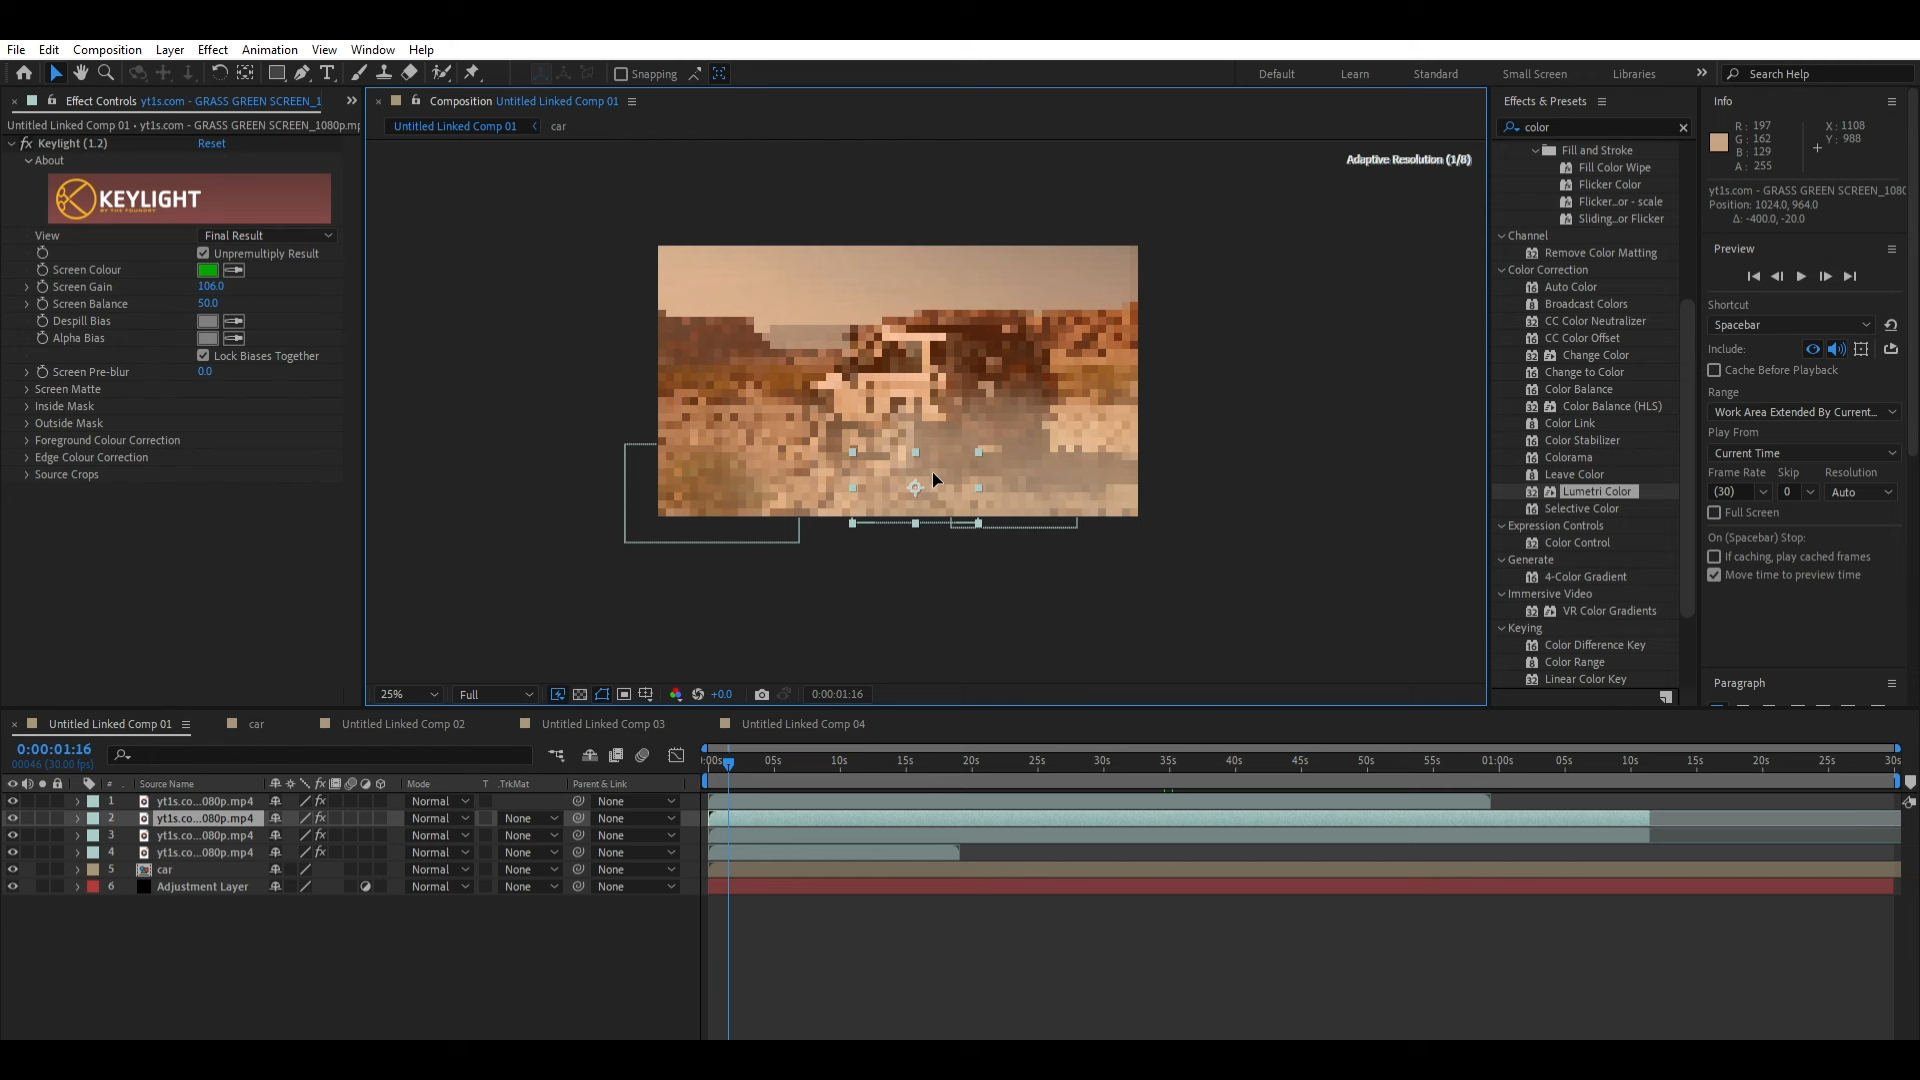 File Edit Composition Layer Effect Animation View Window Help
Snapping
Default Learn Standard Small Screen Libraries Search Help
Effect Controls yt1s.com - GRASS GREEN SCREEN_1
Untitled Linked Comp 01 • yt1s.com - GRASS GREEN SCREEN_1080p.mp
fx Keylight (1.2) Reset
About
KEYLIGHT
BY THE FOUNDRY
View Final Result
Unpremultiply Result
Screen Colour
Screen Gain 106.0
Screen Balance 50.0
Despill Bias
Alpha Bias
Lock Biases Together
Screen Pre-blur 0.0
Screen Matte
Inside Mask
Outside Mask
Foreground Colour Correction
Edge Colour Correction
Source Crops
Composition Untitled Linked Comp 01
Untitled Linked Comp 01 car
Adaptive Resolution (1/8)
25% Full +0.0 0:00:01:16
Effects & Presets
color
Fill and Stroke
Fill Color Wipe
Flicker Color
Flicker...or - scale
Sliding...or Flicker
Channel
Remove Color Matting
Color Correction
Auto Color
Broadcast Colors
CC Color Neutralizer
CC Color Offset
Change Color
Change to Color
Color Balance
Color Balance (HLS)
Color Link
Color Stabilizer
Colorama
Leave Color
Lumetri Color
Selective Color
Expression Controls
Color Control
Generate
4-Color Gradient
Immersive Video
VR Color Gradients
Keying
Color Difference Key
Color Range
Linear Color Key
Info
R: 197 X: 1108
G: 162 Y: 988
B: 129
A: 255
yt1s.com - GRASS GREEN SCREEN_108
Position: 1024.0, 964.0
Δ: -400.0, -20.0
Preview
Shortcut
Spacebar
Include:
Cache Before Playback
Range
Work Area Extended By Current...
Play From
Current Time
Frame Rate Skip Resolution
(30) 0 Auto
Full Screen
On (Spacebar) Stop:
If caching, play cached frames
Move time to preview time
Paragraph
Untitled Linked Comp 01 car Untitled Linked Comp 02 Untitled Linked Comp 03 Untitled Linked Comp 04
0:00:01:16
00046 (30.00 fps)
:00s 05s 10s 15s 20s 25s 30s 35s 40s 45s 50s 55s 01:00s 05s 10s 15s 20s 25s 30s
# Source Name fx Mode T .TrkMat Parent & Link
1 yt1s.co...080p.mp4 fx Normal None
2 yt1s.co...080p.mp4 fx Normal None None
3 yt1s.co...080p.mp4 fx Normal None None
4 yt1s.co...080p.mp4 fx Normal None None
5 car Normal None None
6 Adjustment Layer Normal None None